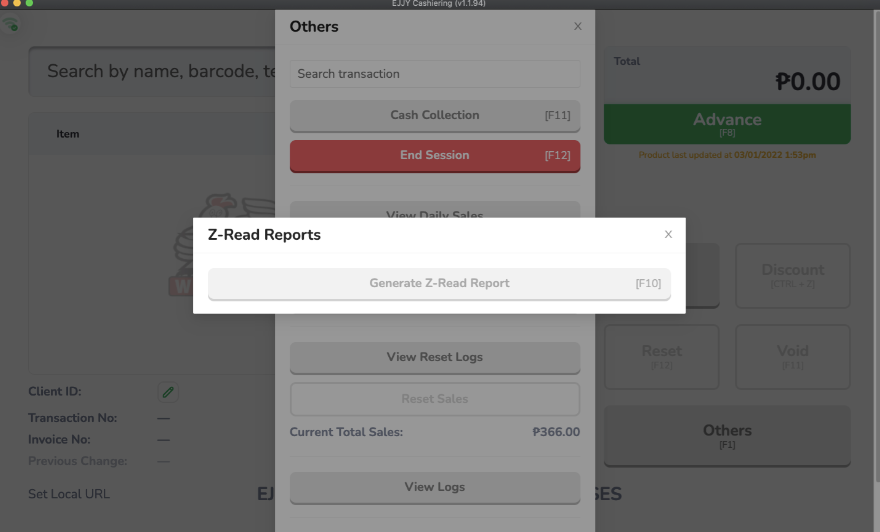 EJJY Cashiering (v1.1.94)
Others
X
Search by name, barcode, te
Search transaction
Total
₱0.00
Cash Collection [F11]
Advance
[F8]
Item
End Session [F12]
Product last updated at 03/01/2022 1:53pm
View Daily Sales
W
Z-Read Reports
X
Generate Z-Read Report [F10]
Discount
[CTRL + Z]
View Reset Logs
Reset
[F12]
Void
[F11]
Client ID:
Reset Sales
Transaction No: —
Invoice No: —
Current Total Sales: ₱366.00
Others
[F1]
Previous Change: —
Set Local URL
EJ
View Logs
SES